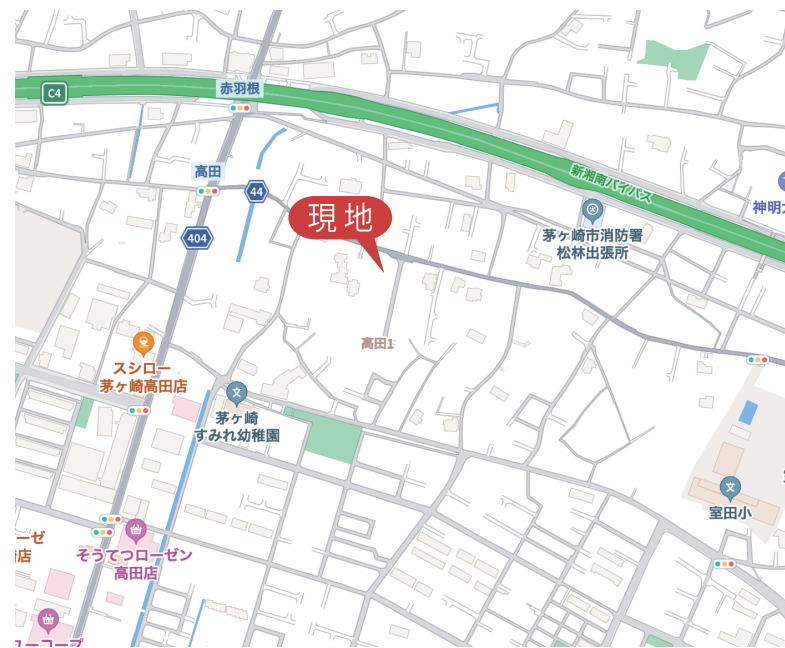 赤羽根
C4
高田
44
新湘南バイパス
現地
神明
404
茅ヶ崎市消防署
松林出張所
高田1
スシロー
茅ヶ崎高田店
茅ヶ崎
すみれ幼稚園
文
文
室田小
ーゼ
店
そうてつローゼン
高田店
ユーコープ